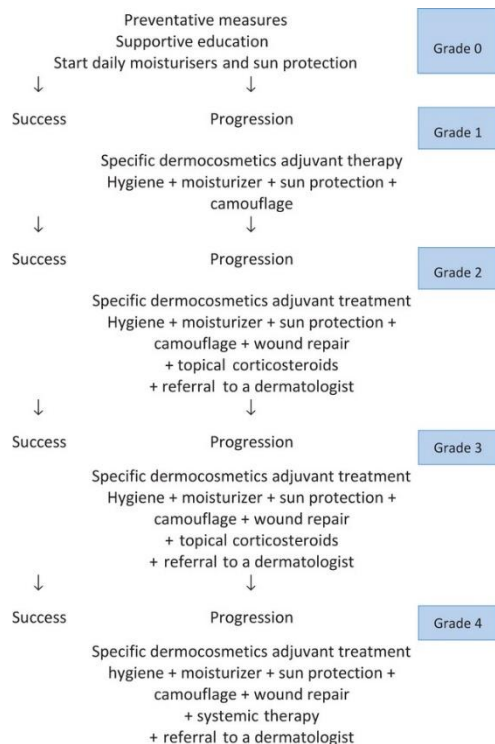 Preventative measures
Supportive education
Start daily moisturisers and sun protection
Grade 0
↓ ↓
Success Progression
Grade 1
Specific dermocosmetics adjuvant therapy
Hygiene + moisturizer + sun protection +
camouflage
↓ ↓
Success Progression
Grade 2
Specific dermocosmetics adjuvant treatment
Hygiene + moisturizer + sun protection +
camouflage + wound repair
+ topical corticosteroids
+ referral to a dermatologist
↓ ↓
Success Progression
Grade 3
Specific dermocosmetics adjuvant treatment
Hygiene + moisturizer + sun protection +
camouflage + wound repair
+ topical corticosteroids
+ referral to a dermatologist
↓ ↓
Success Progression
Grade 4
Specific dermocosmetics adjuvant treatment
hygiene + moisturizer + sun protection +
camouflage + wound repair
+ systemic therapy
+ referral to a dermatologist